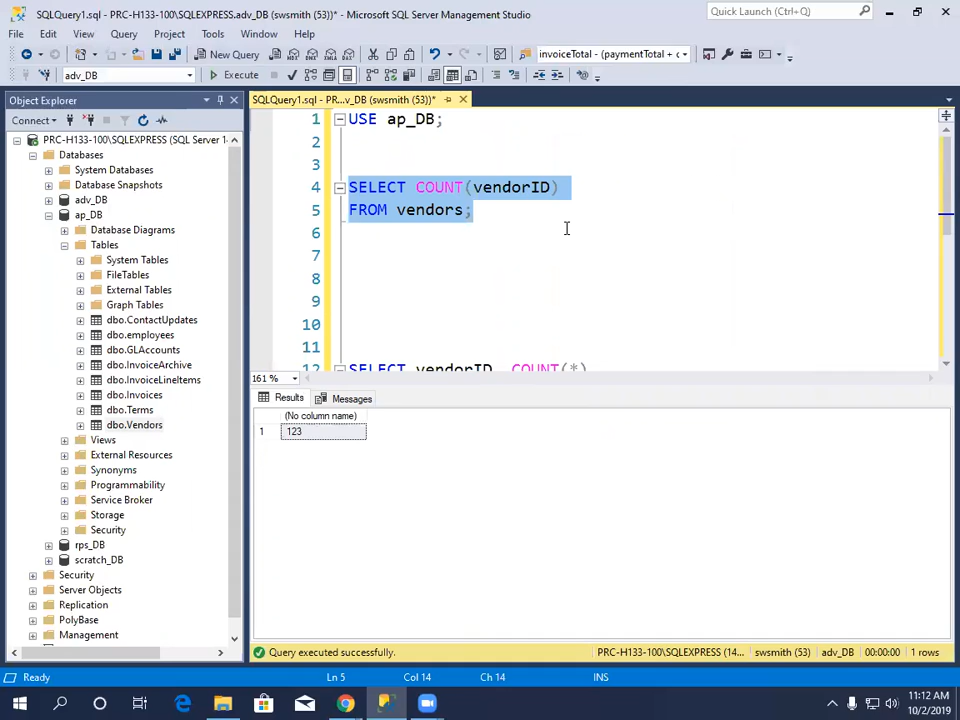 SQLQuery1.sql - PRC-H133-100\SQLEXPRESS.adv_DB (swsmith (53))* - Microsoft SQL Server Management Studio
Quick Launch (Ctrl+Q)
File Edit View Query Project Tools Window Help
New Query
invoiceTotal - (paymentTotal +
adv_DB
Execute
Object Explorer
SQLQuery1.sql - PR...v_DB (swsmith (53))*
Connect
PRC-H133-100\SQLEXPRESS (SQL Server 1
Databases
System Databases
Database Snapshots
adv_DB
ap_DB
Database Diagrams
Tables
System Tables
FileTables
External Tables
Graph Tables
dbo.ContactUpdates
dbo.employees
dbo.GLAccounts
dbo.InvoiceArchive
dbo.InvoiceLineItems
dbo.Invoices
dbo.Terms
dbo.Vendors
Views
External Resources
Synonyms
Programmability
Service Broker
Storage
Security
rps_DB
scratch_DB
Security
Server Objects
Replication
PolyBase
Management
1 USE ap_DB;
2
3
4 SELECT COUNT(vendorID)
5 FROM vendors;
6
7
8
9
10
11
12 SELECT vendorID, COUNT(*)
161 %
Results Messages
(No column name)
1 123
Query executed successfully.
PRC-H133-100\SQLEXPRESS (14... swsmith (53) adv_DB 00:00:00 1 rows
Ready
Ln 5 Col 14 Ch 14 INS
11:12 AM
10/2/2019